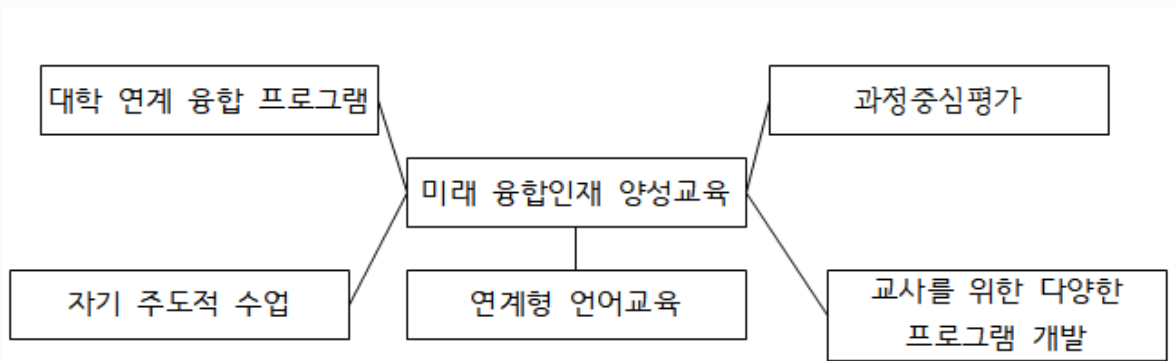 대학 연계 융합 프로그램
과정중심평가
미래 융합인재 양성교육
자기 주도적 수업
연계형 언어교육
교사를 위한 다양한
프로그램 개발